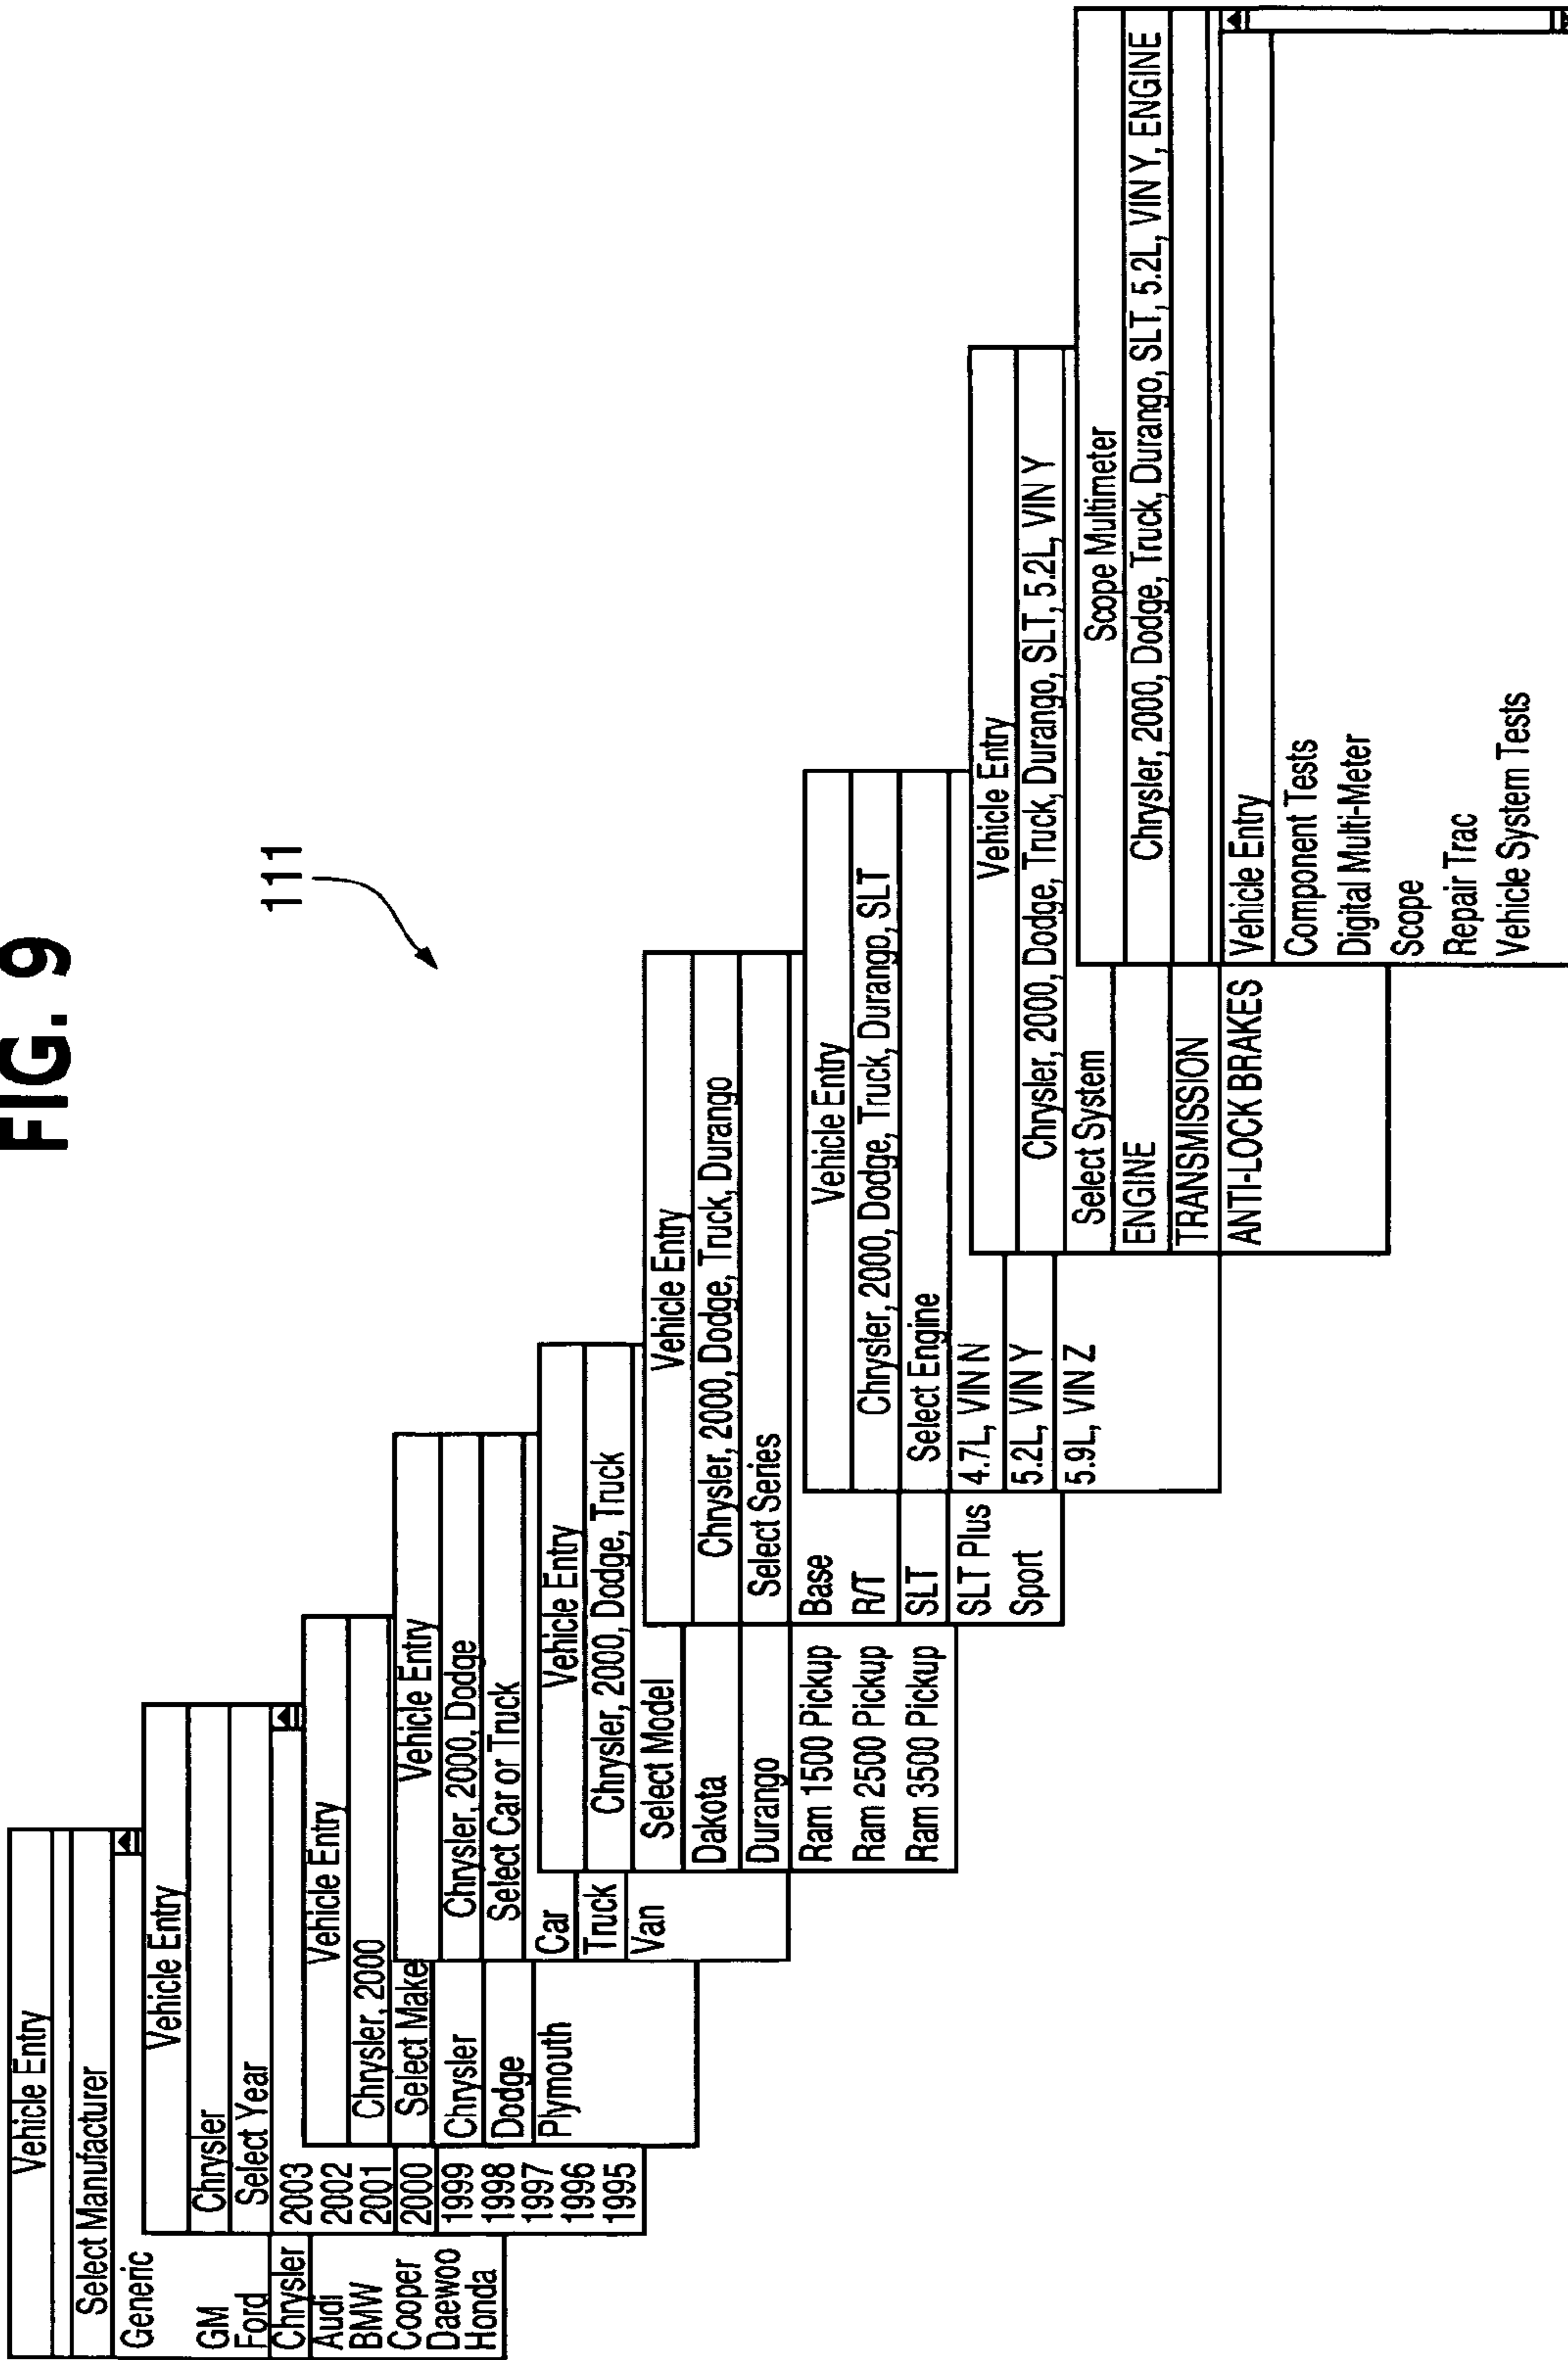 FIG. 9
111
Vehicle Entry
Select Manufacturer
Generic
GM
Ford
Chrysler
Audi
BMW
Cooper
Daewoo
Honda
Vehicle Entry
Chrysler
Select Year
2003
2002
2001
2000
1999
1998
1997
1996
1995
Vehicle Entry
Chrysler, 2000
Select Make
Chrysler
Dodge
Plymouth
Vehicle Entry
Chrysler, 2000, Dodge
Select Car or Truck
Car
Truck
Van
Vehicle Entry
Chrysler, 2000, Dodge, Truck
Select Model
Dakota
Durango
Ram 1500 Pickup
Ram 2500 Pickup
Ram 3500 Pickup
Vehicle Entry
Chrysler, 2000, Dodge, Truck, Durango
Select Series
Base
R/T
SLT
SLT Plus
Sport
Vehicle Entry
Chrysler, 2000, Dodge, Truck, Durango, SLT
Select Engine
4.7L, VIN N
5.2L, VIN Y
5.9L, VIN Z
Vehicle Entry
Chrysler, 2000, Dodge, Truck, Durango, SLT, 5.2L, VIN Y
Select System
ENGINE
TRANSMISSION
ANTI-LOCK BRAKES
Scope Multimeter
Chrysler, 2000, Dodge, Truck, Durango, SLT, 5.2L, VIN Y, ENGINE
Vehicle Entry
Component Tests
Digital Multi-Meter
Scope
Repair Trac
Vehicle System Tests